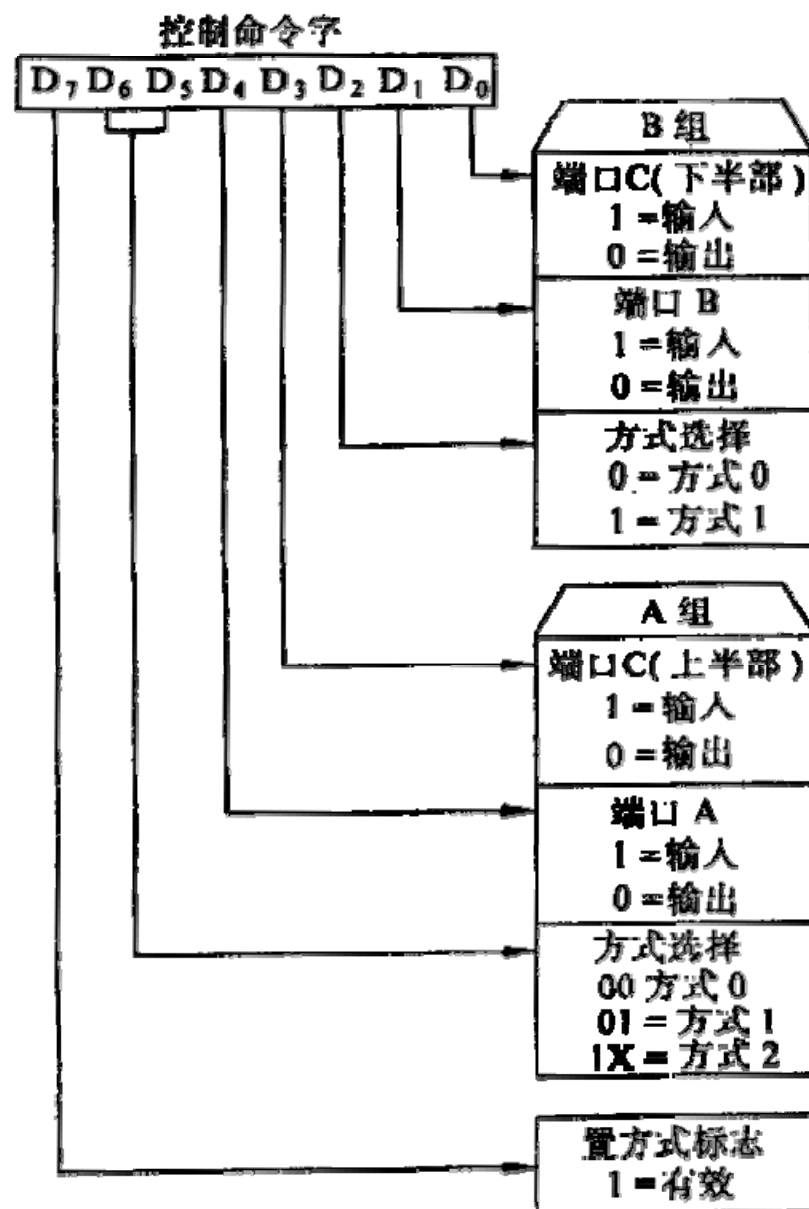 控制命令字
D7 D6 D5 D4 D3 D2 D1 D0
B 组
端口C(下半部)
1=输入
0=输出
端口 B
1=输入
0=输出
方式选择
0=方式 0
1=方式 1
A 组
端口C(上半部)
1=输入
0=输出
端口 A
1=输入
0=输出
方式选择
00 方式 0
01=方式 1
1X=方式 2
置方式标志
1=有效